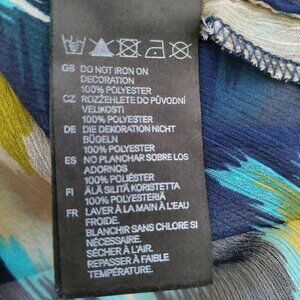 GB DO NOT IRON ON
DECORATION
100% POLYESTER
CZ ROZŽEHLETE DO PŮVODNÍ
VELIKOSTI
100% POLYESTER
DE DIE DEKORATION NICHT
BÜGELN
100% POLYESTER
ES NO PLANCHAR SOBRE LOS
ADORNOS
100% POLIÉSTER
FI ÄLÄ SILITÄ KORISTETTA
100% POLYESTERIÄ
FR LAVER À LA MAIN À L'EAU
FROIDE.
BLANCHIR SANS CHLORE SI
NÉCESSAIRE.
SÉCHER À L'AIR.
REPASSER À FAIBLE
TEMPÉRATURE.